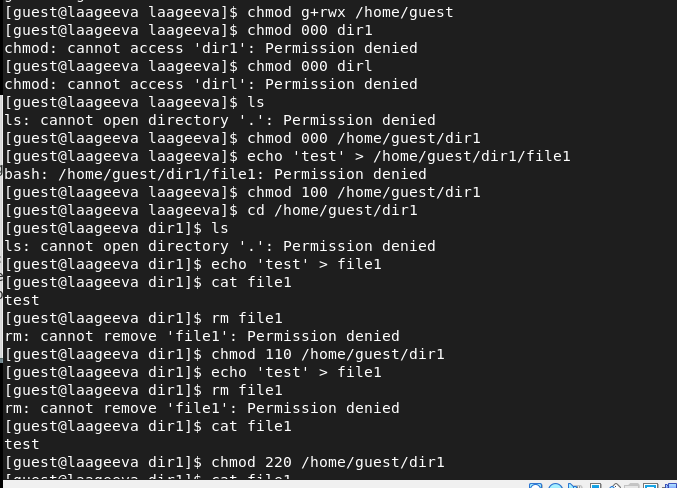 [guest@laageeva laageeva]$ chmod g+rwx /home/guest
[guest@laageeva laageeva]$ chmod 000 dir1
chmod: cannot access 'dir1': Permission denied
[guest@laageeva laageeva]$ chmod 000 dirl
chmod: cannot access 'dirl': Permission denied
[guest@laageeva laageeva]$ ls
ls: cannot open directory '.': Permission denied
[guest@laageeva laageeva]$ chmod 000 /home/guest/dir1
[guest@laageeva laageeva]$ echo 'test' > /home/guest/dir1/file1
bash: /home/guest/dir1/file1: Permission denied
[guest@laageeva laageeva]$ chmod 100 /home/guest/dir1
[guest@laageeva laageeva]$ cd /home/guest/dir1
[guest@laageeva dir1]$ ls
ls: cannot open directory '.': Permission denied
[guest@laageeva dir1]$ echo 'test' > file1
[guest@laageeva dir1]$ cat file1
test
[guest@laageeva dir1]$ rm file1
rm: cannot remove 'file1': Permission denied
[guest@laageeva dir1]$ chmod 110 /home/guest/dir1
[guest@laageeva dir1]$ echo 'test' > file1
[guest@laageeva dir1]$ rm file1
rm: cannot remove 'file1': Permission denied
[guest@laageeva dir1]$ cat file1
test
[guest@laageeva dir1]$ chmod 220 /home/guest/dir1
[guest@laageeva dir1]$ cat file1